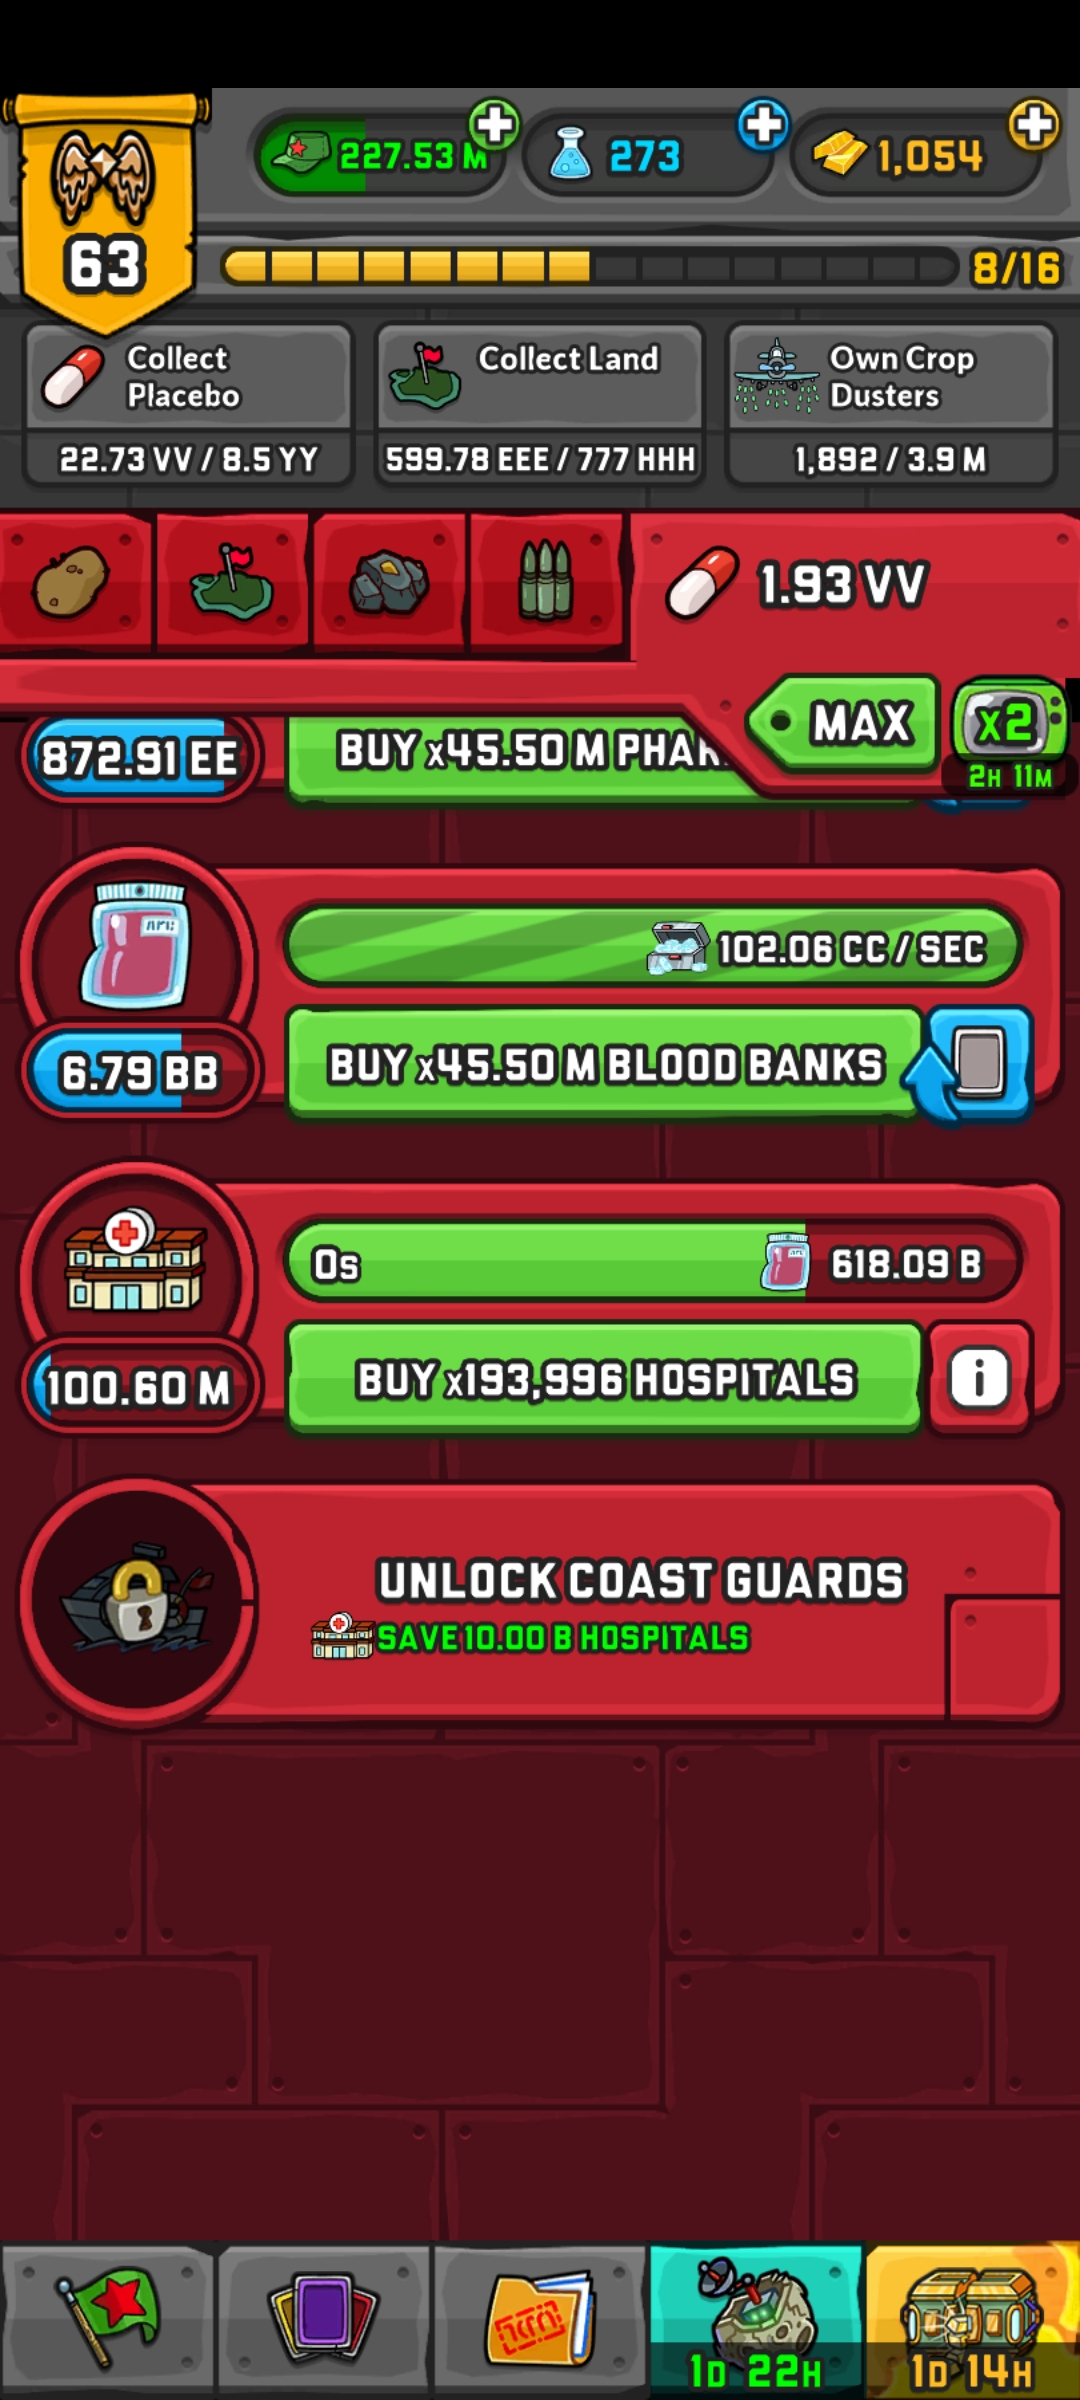 227.53 M
273
1,054
63
8/16
Collect
Placebo
Collect Land
Own Crop
Dusters
22.73 VV / 8.5 YY
599.78 EEE / 777 HHH
1,892 / 3.9 M
1.93 VV
MAX
x2
2H 11M
872.91 EE
BUY x45.50 M PHAR
102.06 CC / SEC
6.79 BB
BUY x45.50 M BLOOD BANKS
0s
618.09 B
100.60 M
BUY x193,996 HOSPITALS
i
UNLOCK COAST GUARDS
SAVE 10.00 B HOSPITALS
1D 22H
1D 14H